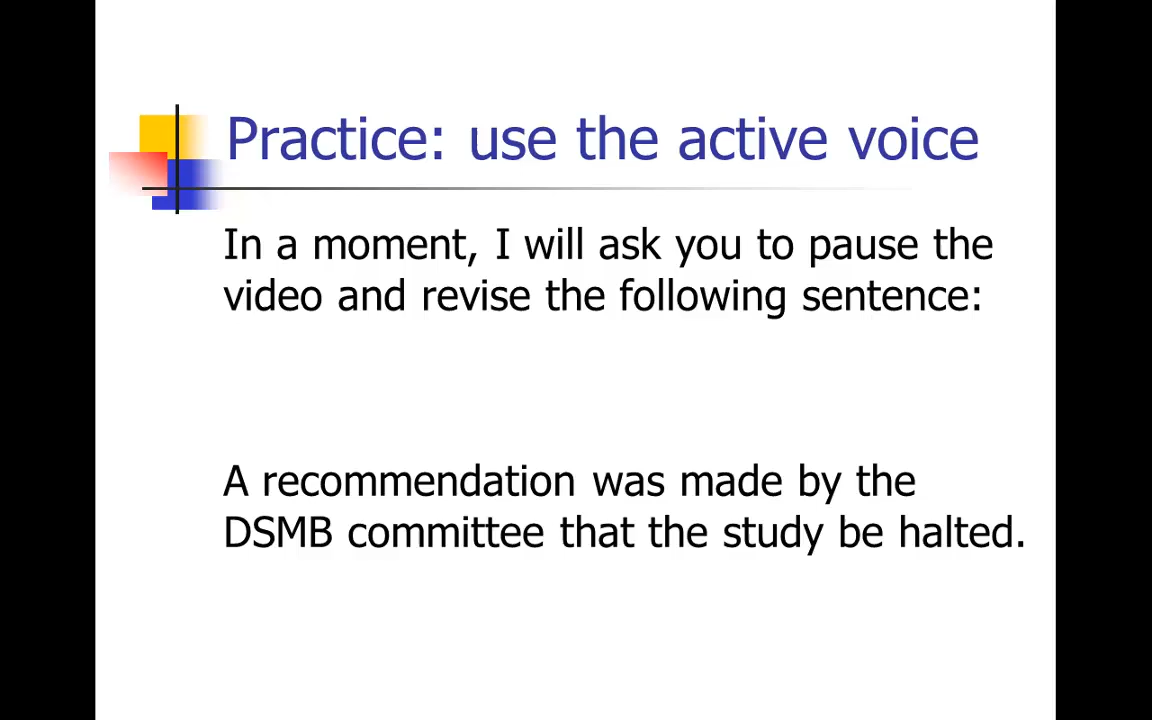 Practice: use the active voice
In a moment, I will ask you to pause the
video and revise the following sentence:
A recommendation was made by the
DSMB committee that the study be halted.